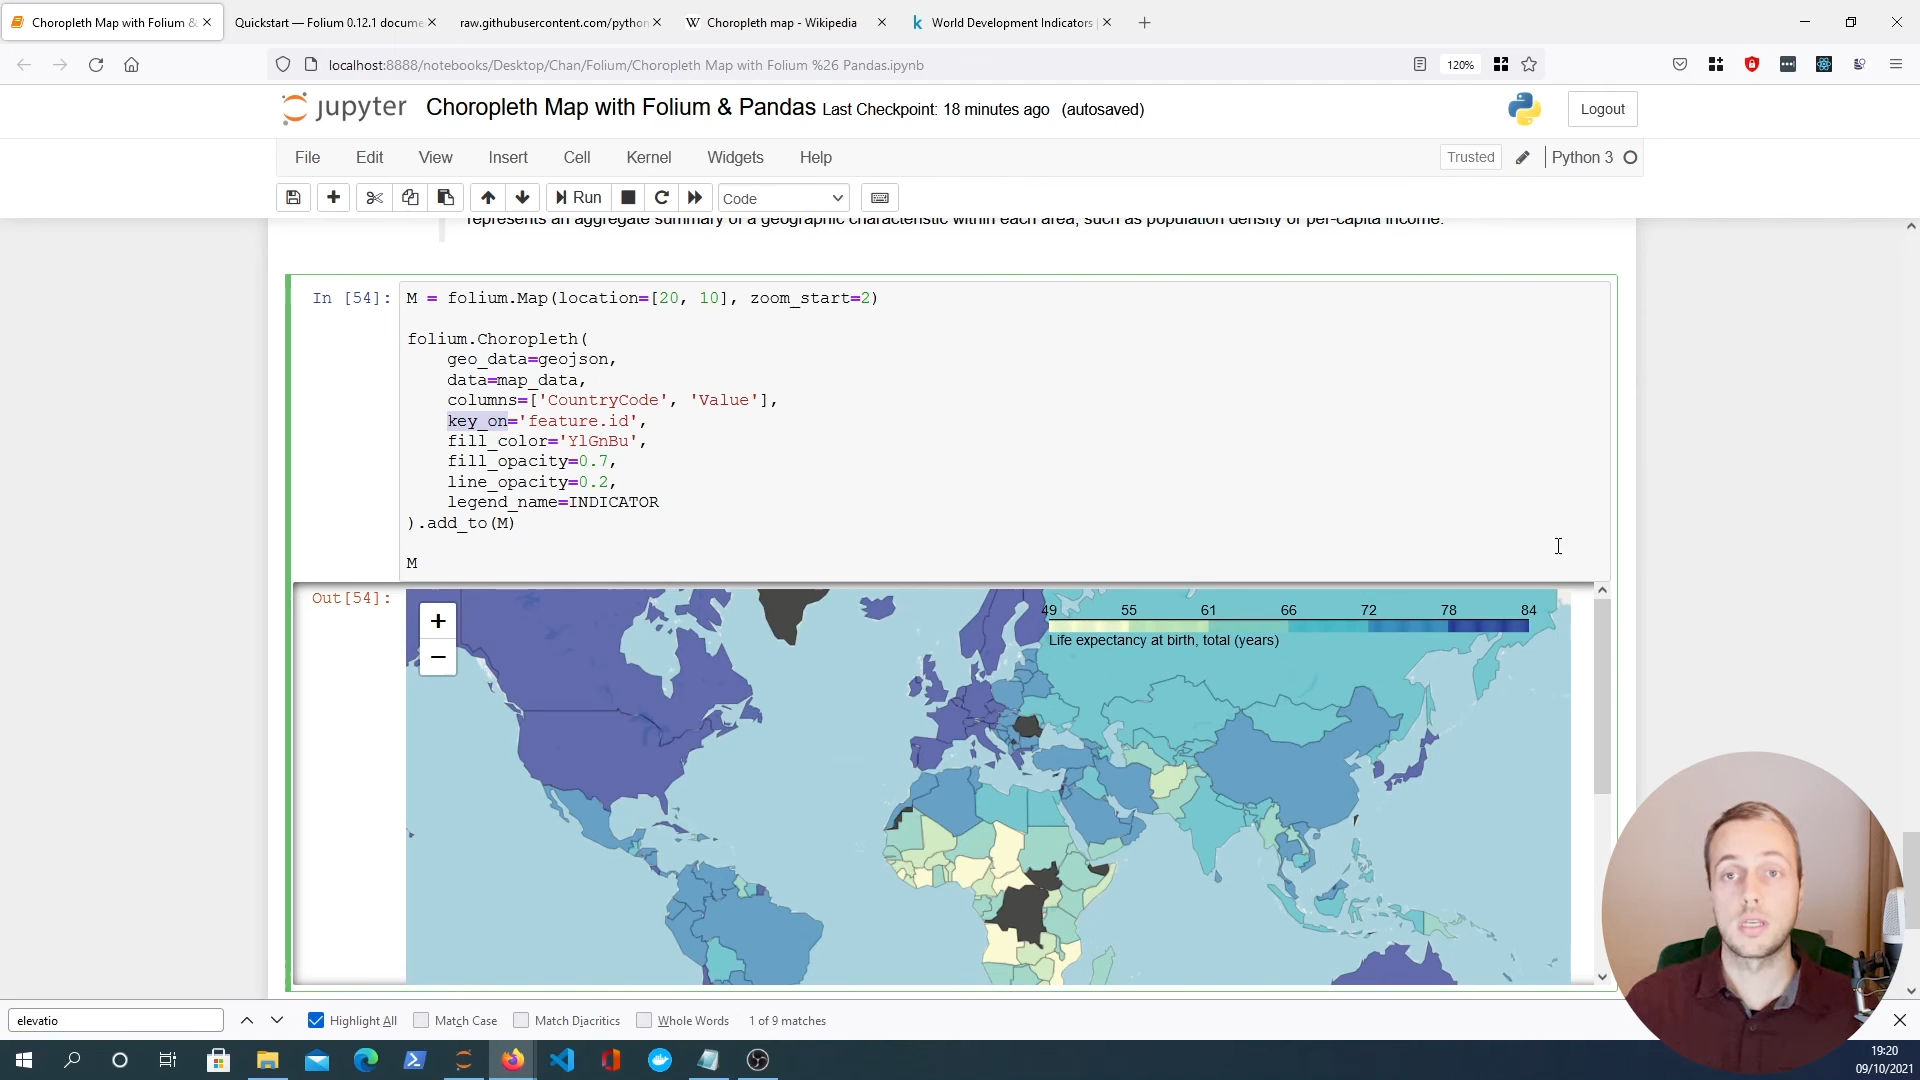 Choropleth Map with Folium &
Quickstart — Folium 0.12.1 docume
raw.githubusercontent.com/python
W Choropleth map - Wikipedia
k World Development Indicators |
localhost:8888/notebooks/Desktop/Chan/Folium/Choropleth Map with Folium %26 Pandas.ipynb
120%
jupyter Choropleth Map with Folium & Pandas Last Checkpoint: 18 minutes ago (autosaved)
Logout
File Edit View Insert Cell Kernel Widgets Help
Trusted
Python 3
Run
Code
represents an aggregate summary of a geographic characteristic within each area, such as population density or per-capita income.
In [54]: M = folium.Map(location=[20, 10], zoom_start=2)
folium.Choropleth(
geo_data=geojson,
data=map_data,
columns=['CountryCode', 'Value'],
key_on='feature.id',
fill_color='YlGnBu',
fill_opacity=0.7,
line_opacity=0.2,
legend_name=INDICATOR
).add_to(M)
M
Out[54]:
+
−
49 55 61 66 72 78 84
Life expectancy at birth, total (years)
elevatio
Highlight All
Match Case
Match Diacritics
Whole Words
1 of 9 matches
19:20
09/10/2021